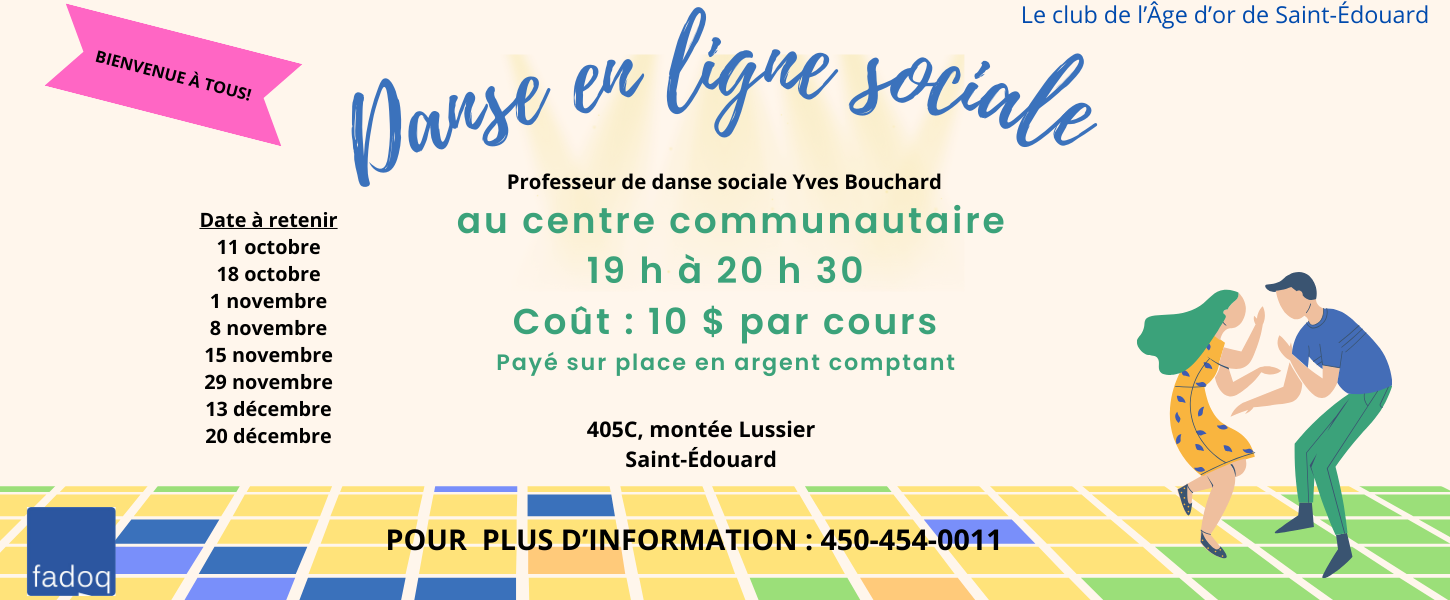 Le club de l'Âge d'or de Saint-Édouard
BIENVENUE À TOUS!
Danse en ligne sociale
Professeur de danse sociale Yves Bouchard
au centre communautaire
19 h à 20 h 30
Coût : 10 $ par cours
Payé sur place en argent comptant
Date à retenir
11 octobre
18 octobre
1 novembre
8 novembre
15 novembre
29 novembre
13 décembre
20 décembre
405C, montée Lussier
Saint-Édouard
POUR PLUS D'INFORMATION : 450-454-0011
fadoq